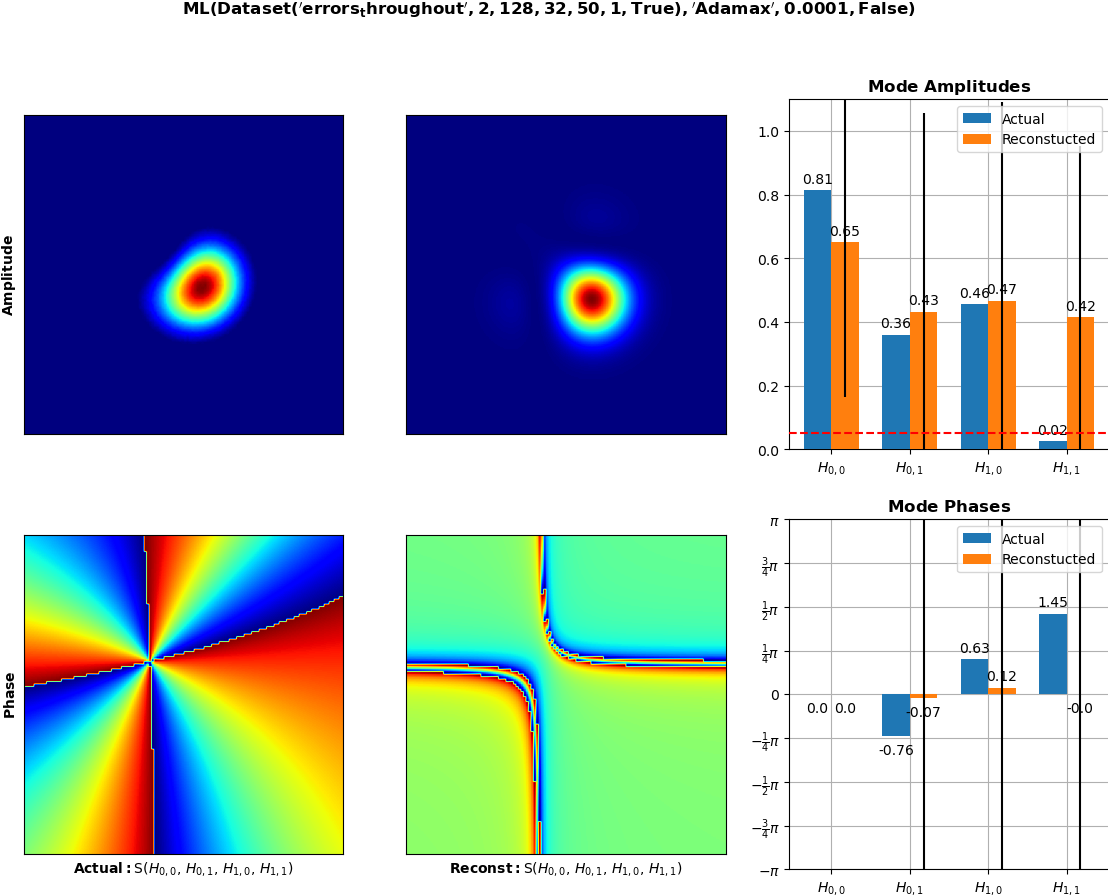 ML(Dataset('errors_throughout', 2, 128, 32, 50, 1, True), 'Adamax', 0.0001, False)
Amplitude
Mode Amplitudes
Actual
Reconstucted
1.0
0.8
0.6
0.4
0.2
0.0
0.81
0.65
0.36
0.43
0.46
0.47
0.02
0.42
H0,0
H0,1
H1,0
H1,1
Phase
Actual: S(H0,0, H0,1, H1,0, H1,1)
Reconst: S(H0,0, H0,1, H1,0, H1,1)
Mode Phases
Actual
Reconstucted
π
3/4π
1/2π
1/4π
0
−1/4π
−1/2π
−3/4π
−π
0.0
0.0
-0.76
-0.07
0.63
0.12
1.45
-0.0
H0,0
H0,1
H1,0
H1,1